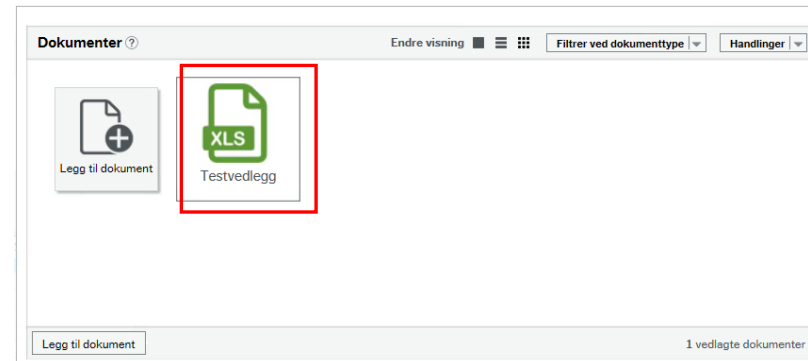 Dokumenter ?
Endre visning
Filtrer ved dokumenttype
Handlinger
Legg til dokument
XLS
Testvedlegg
Legg til dokument
1 vedlagte dokumenter